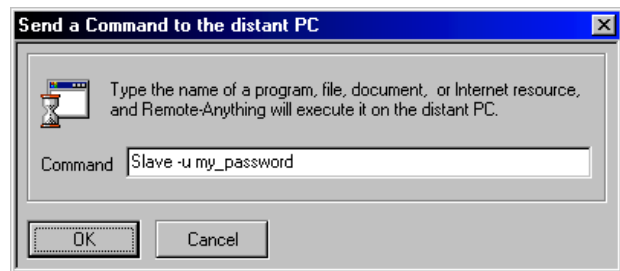 Send a Command to the distant PC
Type the name of a program, file, document, or Internet resource,
and Remote-Anything will execute it on the distant PC.
Command Slave -u my_password
OK Cancel